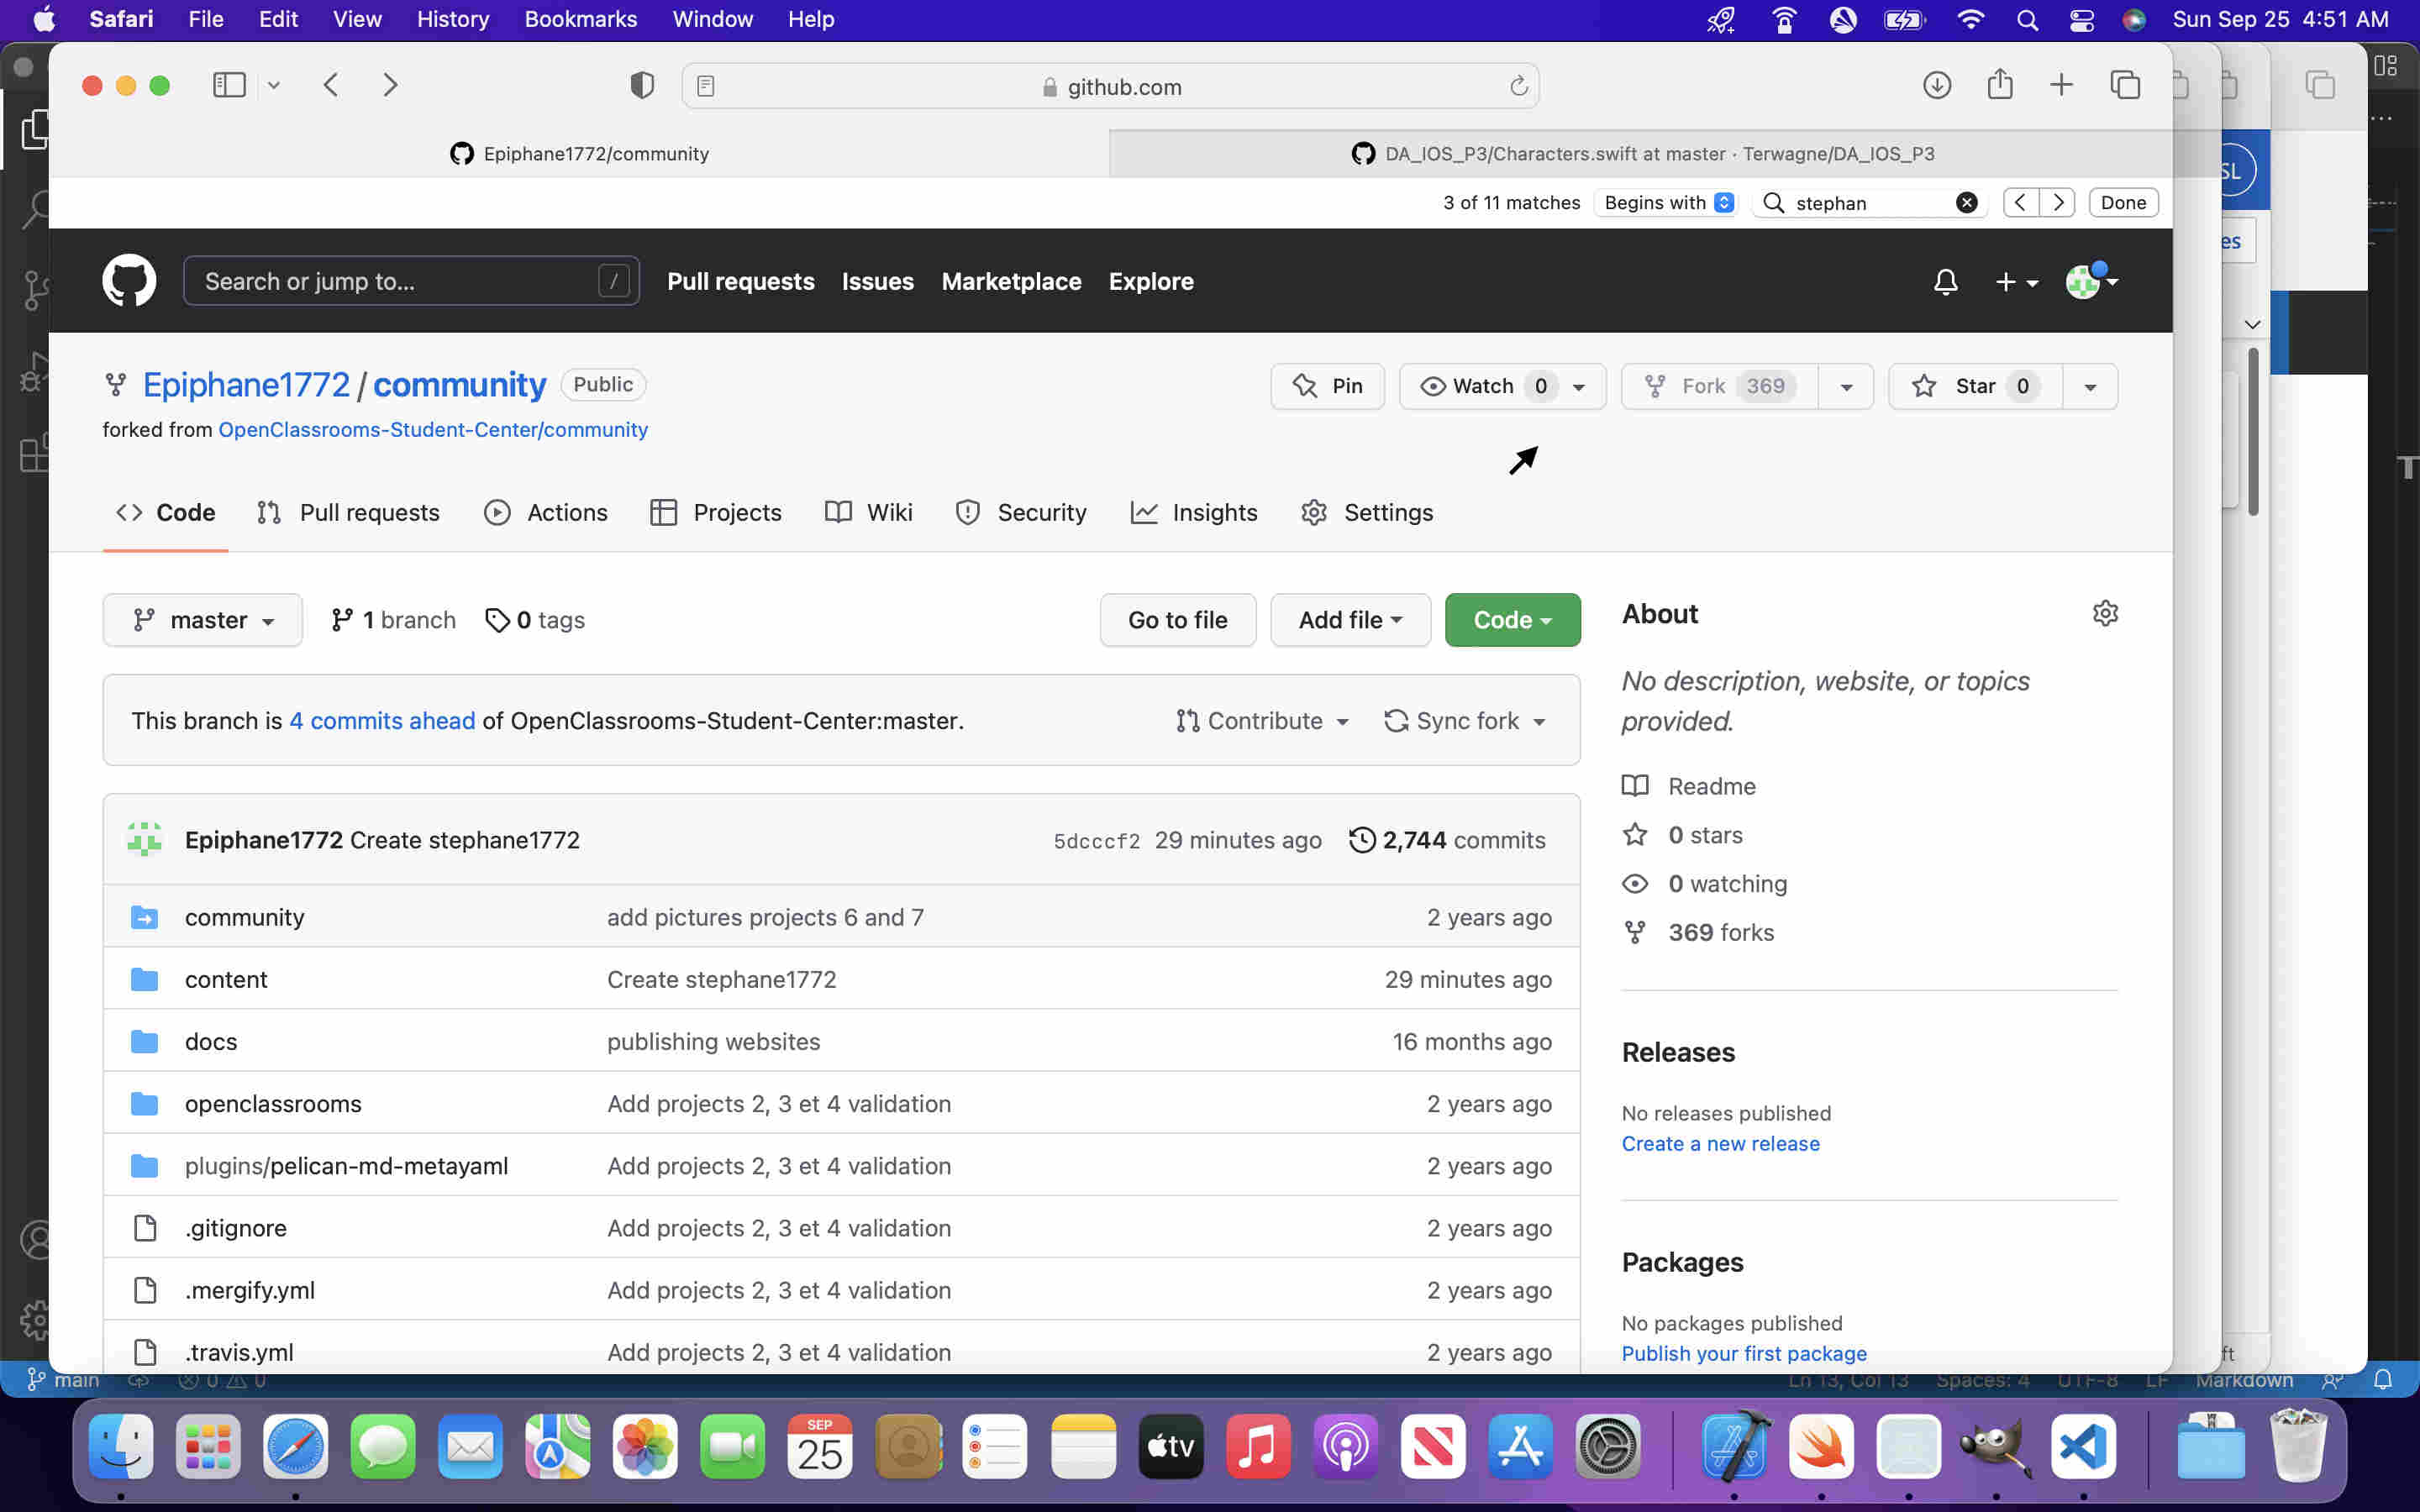 Safari File Edit View History Bookmarks Window Help Sun Sep 25 4:51 AM
github.com
Epiphane1772/community DA_IOS_P3/Characters.swift at master · Terwagne/DA_IOS_P3
3 of 11 matches Begins with stephan Done
SL
es
Search or jump to... / Pull requests Issues Marketplace Explore
Epiphane1772 / community Public Pin Watch 0 Fork 369 Star 0
forked from OpenClassrooms-Student-Center/community
Code Pull requests Actions Projects Wiki Security Insights Settings
master 1 branch 0 tags Go to file Add file Code About
No description, website, or topics
provided.
This branch is 4 commits ahead of OpenClassrooms-Student-Center:master. Contribute Sync fork
Readme
0 stars
0 watching
369 forks
Epiphane1772 Create stephane1772 5dcccf2 29 minutes ago 2,744 commits
community add pictures projects 6 and 7 2 years ago
content Create stephane1772 29 minutes ago
docs publishing websites 16 months ago
openclassrooms Add projects 2, 3 et 4 validation 2 years ago
plugins/pelican-md-metayaml Add projects 2, 3 et 4 validation 2 years ago
.gitignore Add projects 2, 3 et 4 validation 2 years ago
.mergify.yml Add projects 2, 3 et 4 validation 2 years ago
.travis.yml Add projects 2, 3 et 4 validation 2 years ago
Releases
No releases published
Create a new release
Packages
No packages published
Publish your first package
ft
main 0 0 Ln 13, Col 13 Spaces: 4 UTF-8 LF Markdown
SEP
25
tv